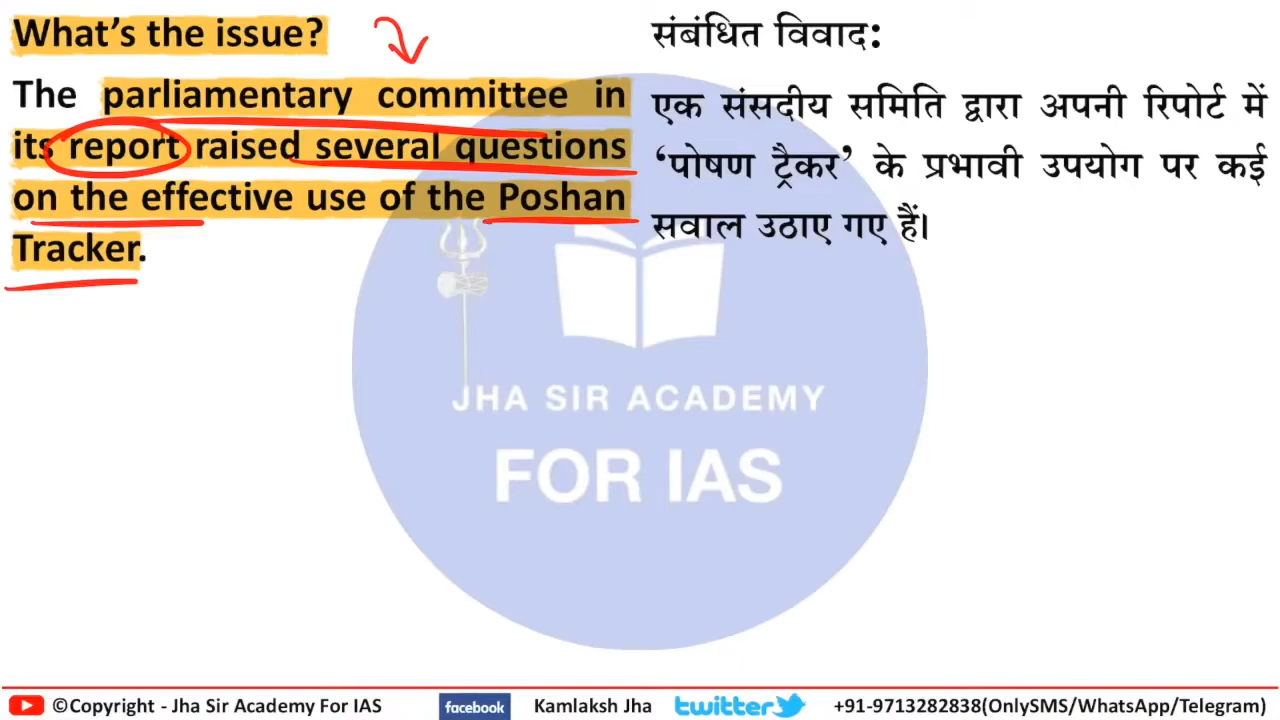 What's the issue?
The parliamentary committee in
its report raised several questions
on the effective use of the Poshan
Tracker.
संबंधित विवाद:
एक संसदीय समिति द्वारा अपनी रिपोर्ट में
‘पोषण ट्रैकर’ के प्रभावी उपयोग पर कई
सवाल उठाए गए हैं।
JHA SIR ACADEMY
FOR IAS
©Copyright - Jha Sir Academy For IAS
facebook
Kamlaksh Jha
twitter
+91-9713282838(OnlySMS/WhatsApp/Telegram)